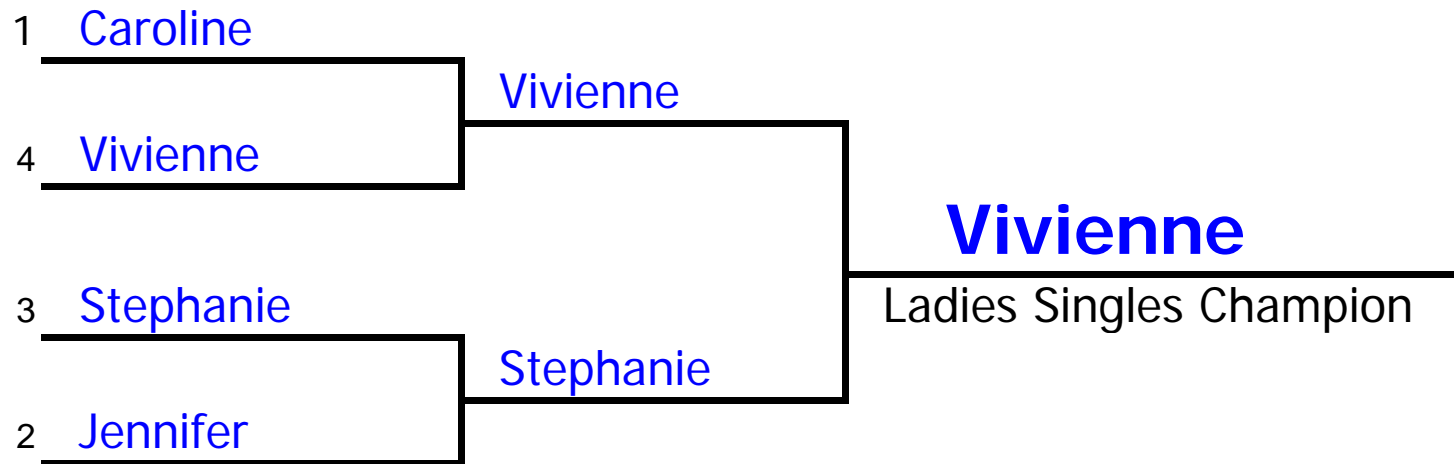 1 Caroline
Vivienne
4 Vivienne
Vivienne
Ladies Singles Champion
3 Stephanie
Stephanie
2 Jennifer